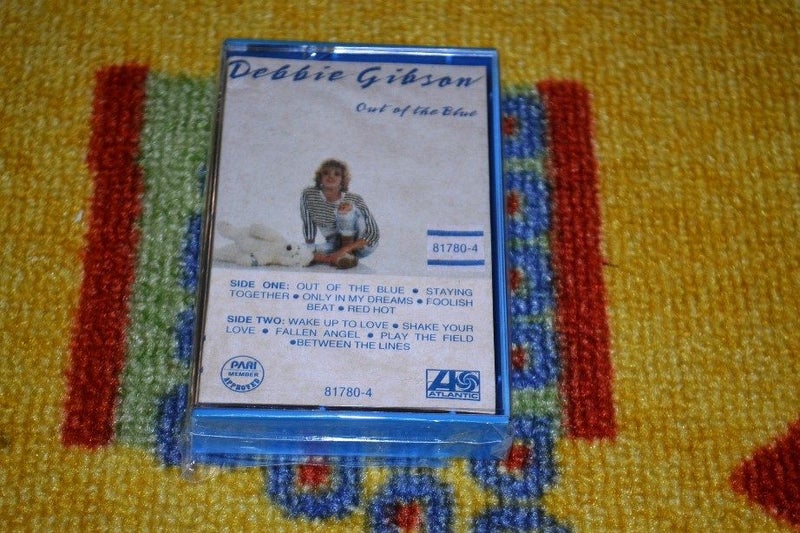 Debbie Gibson
Out of the Blue
81780-4
SIDE ONE: OUT OF THE BLUE • STAYING
TOGETHER • ONLY IN MY DREAMS • FOOLISH
BEAT • RED HOT
SIDE TWO: WAKE UP TO LOVE • SHAKE YOUR
LOVE • FALLEN ANGEL • PLAY THE FIELD
•BETWEEN THE LINES
PARI
MEMBER
APPROVED
81780-4
ATLANTIC